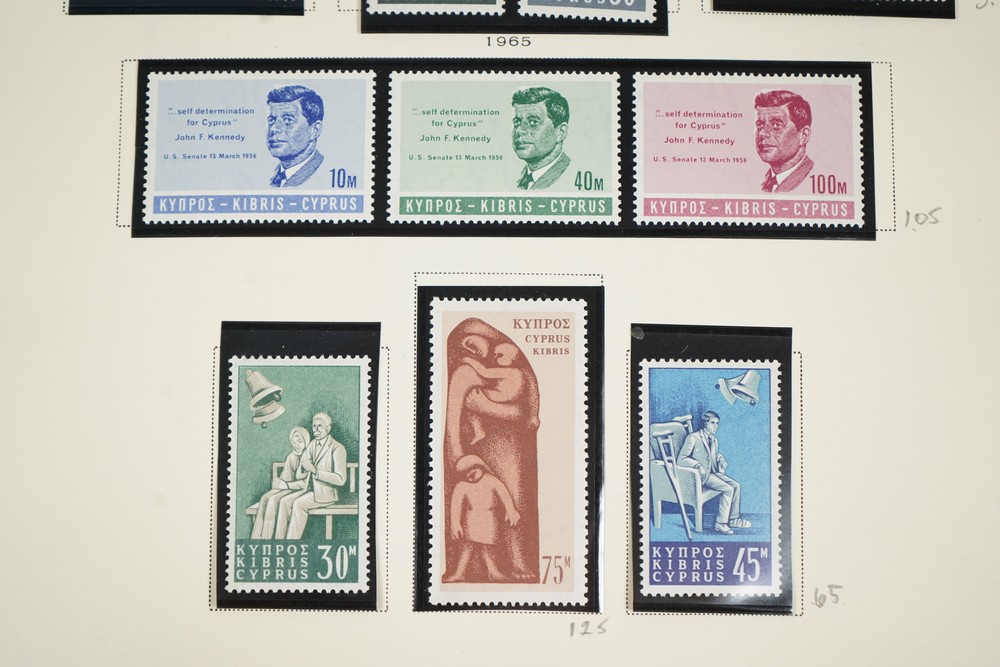 1965
"...self determination
for Cyprus"
John F. Kennedy
U.S. Senate 13 March 1956
10M
ΚΥΠΡΟΣ – KIBRIS – CYPRUS
"...self determination
for Cyprus"
John F. Kennedy
U.S. Senate 13 March 1956
40M
ΚΥΠΡΟΣ – KIBRIS – CYPRUS
"...self determination
for Cyprus"
John F. Kennedy
U.S. Senate 13 March 1956
100M
ΚΥΠΡΟΣ – KIBRIS – CYPRUS
1.05
ΚΥΠΡΟΣ
KIBRIS
CYPRUS
30M
ΚΥΠΡΟΣ
CYPRUS
KIBRIS
75M
ΚΥΠΡΟΣ
KIBRIS
CYPRUS
45M
.65
125